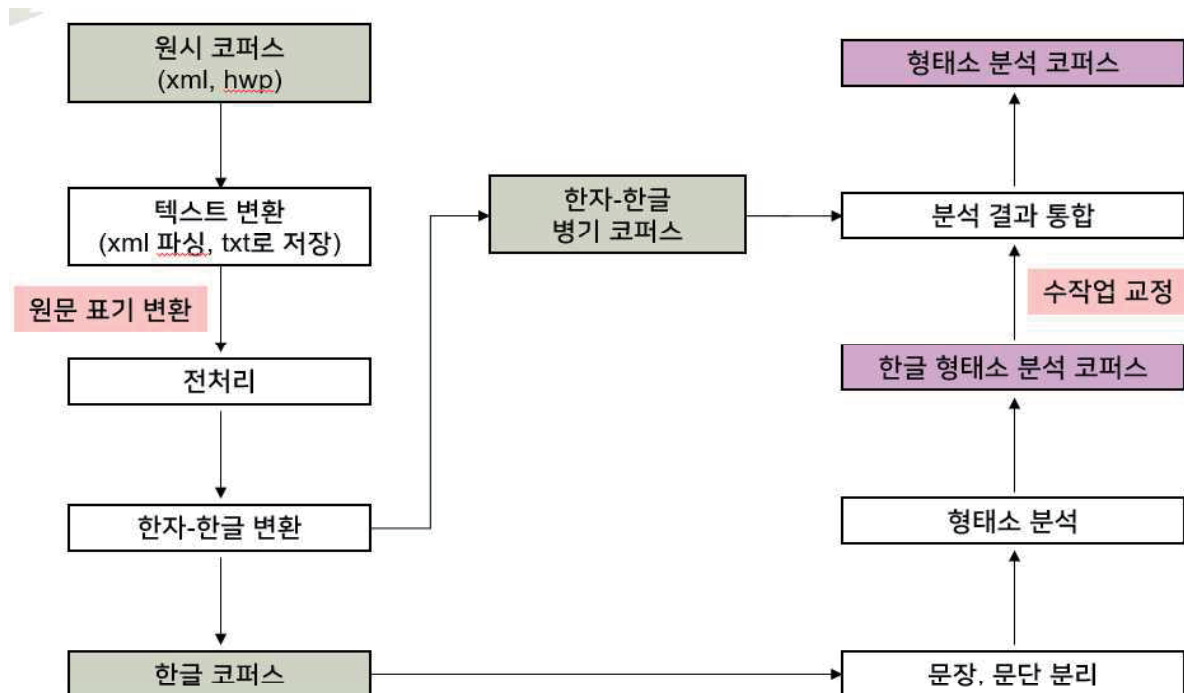 원시 코퍼스
(xml, hwp)
텍스트 변환
(xml 파싱, txt로 저장)
원문 표기 변환
전처리
한자-한글 변환
한글 코퍼스
한자-한글
병기 코퍼스
형태소 분석 코퍼스
분석 결과 통합
수작업 교정
한글 형태소 분석 코퍼스
형태소 분석
문장, 문단 분리